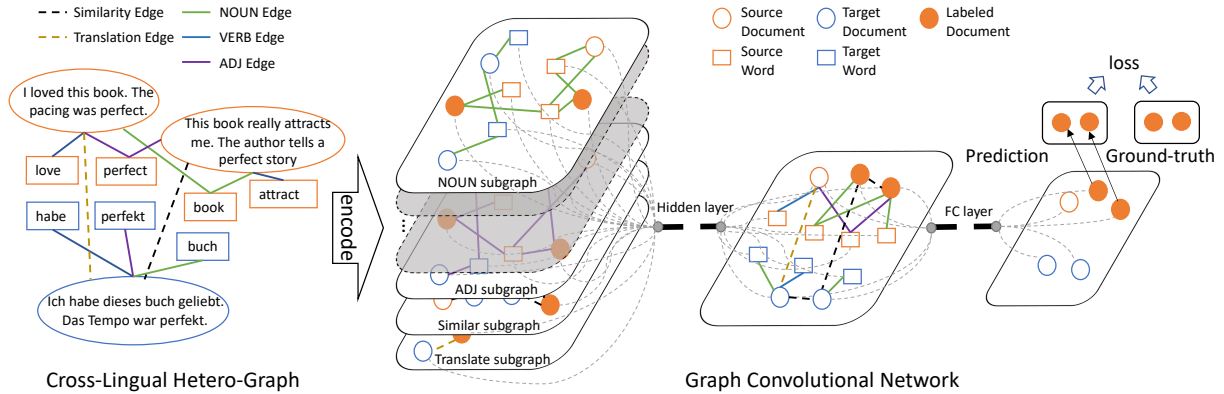 Similarity Edge
Translation Edge
NOUN Edge
VERB Edge
ADJ Edge
I loved this book. The
pacing was perfect.
This book really attracts
me. The author tells a
perfect story
love
perfect
book
attract
habe
perfekt
buch
Ich habe dieses buch geliebt.
Das Tempo war perfekt.
Cross-Lingual Hetero-Graph
encode
NOUN subgraph
ADJ subgraph
Similar subgraph
Translate subgraph
Hidden layer
Source
Document
Target
Document
Labeled
Document
Source
Word
Target
Word
FC layer
loss
Prediction
Ground-truth
Graph Convolutional Network